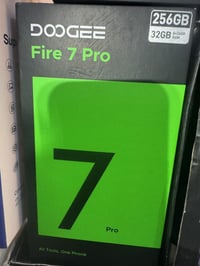 DOOGEE
256GB
Fire 7 Pro
32GB
7
Pro
All Tools, One Phone